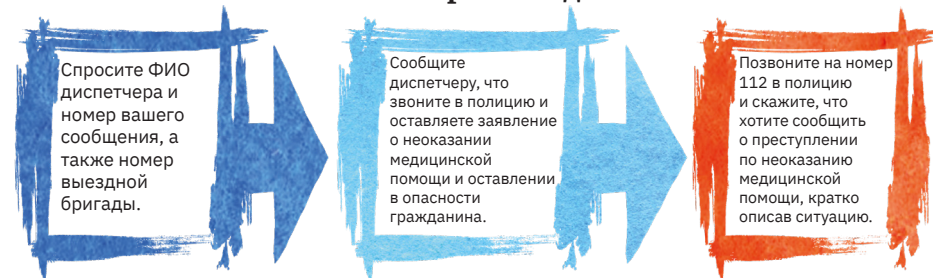 Спросите ФИО
диспетчера и
номер вашего
сообщения, а
также номер
выездной
бригады.
Сообщите
диспетчеру, что
звоните в полицию и
оставляете заявление
о неоказании
медицинской
помощи и оставлении
в опасности
гражданина.
Позвоните на номер
112 в полицию
и скажите, что
хотите сообщить
о преступлении
по неоказанию
медицинской
помощи, кратко
описав ситуацию.